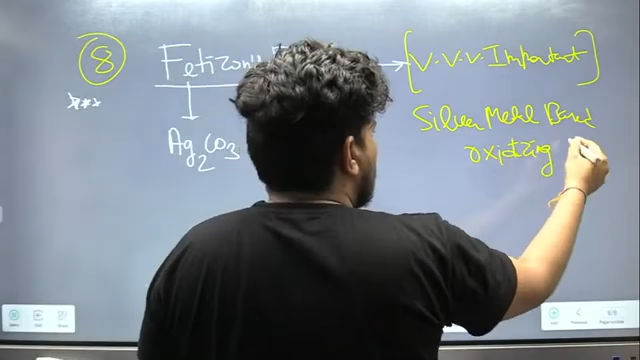 8
Fetizon
V. V. V. Important
***
Silver Metal Based
Ag2CO3
oxidizing